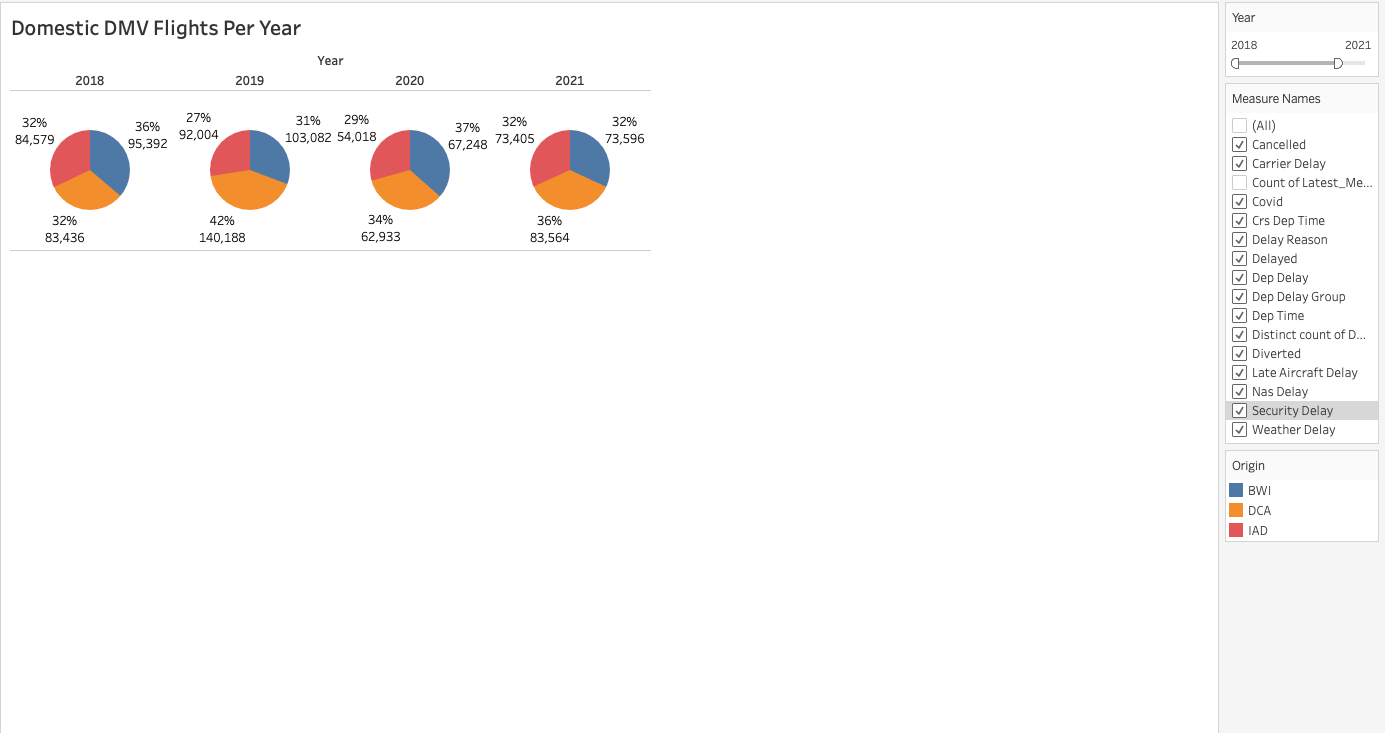 Domestic DMV Flights Per Year
Year
2018 2019 2020 2021
32%
84,579
36%
95,392
32%
83,436
27%
92,004
31%
103,082
42%
140,188
29%
54,018
37%
67,248
34%
62,933
32%
73,405
32%
73,596
36%
83,564
Year
2018 2021
Measure Names
(All)
Cancelled
Carrier Delay
Count of Latest_Me...
Covid
Crs Dep Time
Delay Reason
Delayed
Dep Delay
Dep Delay Group
Dep Time
Distinct count of D...
Diverted
Late Aircraft Delay
Nas Delay
Security Delay
Weather Delay
Origin
BWI
DCA
IAD